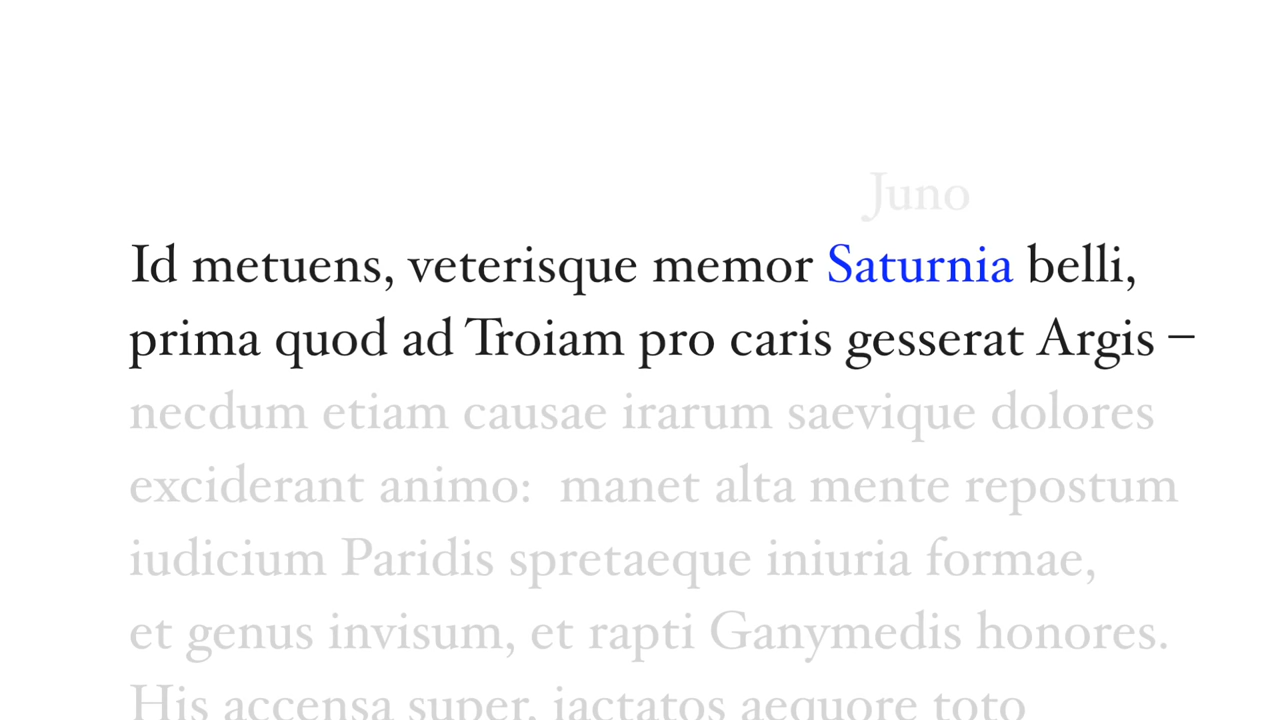 Juno
Id metuens, veterisque memor Saturnia belli,
prima quod ad Troiam pro caris gesserat Argis –
necdum etiam causae irarum saevique dolores
exciderant animo:  manet alta mente repostum
iudicium Paridis spretaeque iniuria formae,
et genus invisum, et rapti Ganymedis honores.
His accensa super, iactatos aequore toto